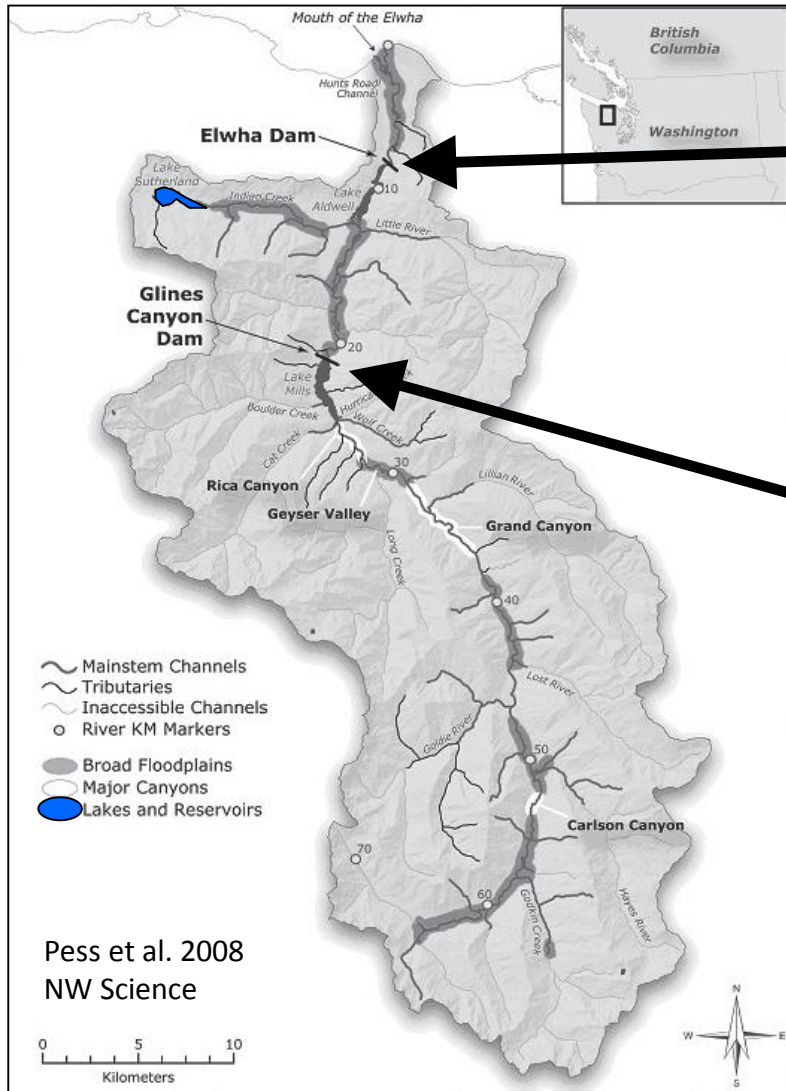 Mouth of the Elwha
Hunts Road
Channel
British
Columbia
Washington
Elwha Dam
Lake
Sutherland
Indian Creek
Lake
Aldwell
10
Little River
Glines
Canyon
Dam
20
Lake
Mills
Boulder Creek
Cat Creek
Wolf Creek
Rica Canyon
30
Geyser Valley
Lillian River
Grand Canyon
Long Creek
40
Mainstem Channels
Tributaries
Inaccessible Channels
River KM Markers
Lost River
Goldie River
50
Broad Floodplains
Major Canyons
Lakes and Reservoirs
Carlson Canyon
70
60
Godkin Creek
Hayes River
Pess et al. 2008
NW Science
0 5 10
Kilometers
N
W E
S